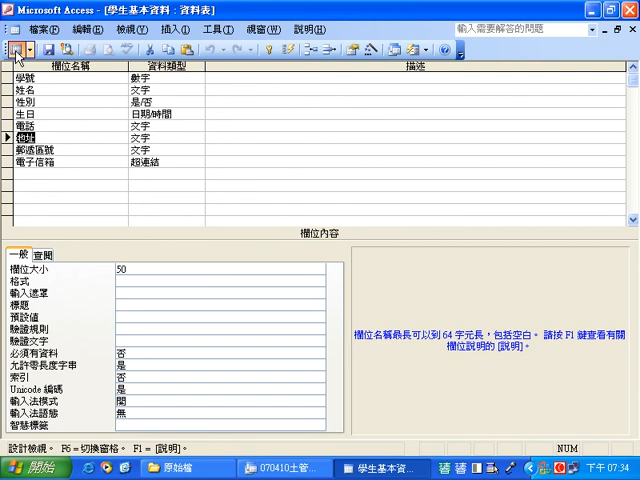 Microsoft Access - [學生基本資料 : 資料表]
檔案(F) 編輯(E) 檢視(V) 插入(I) 工具(T) 視窗(W) 說明(H) 輸入需要解答的問題
欄位名稱 資料類型 描述
學號 數字
姓名 文字
性別 是/否
生日 日期/時間
電話 文字
地址 文字
郵遞區號 文字
電子信箱 超連結
欄位內容
一般 查閱
欄位大小 50
格式
輸入遮罩
標題
預設值
驗證規則
驗證文字
必須有資料 否
允許零長度字串 是
索引 否
Unicode 編碼 是
輸入法模式 開
輸入法語態 無
智慧標籤
欄位名稱最長可以到 64 字元長，包括空白。 請按 F1 鍵查看有關
欄位說明的 [說明]。
設計檢視。 F6 = 切換窗格。 F1 = [說明]。 NUM
開始 原始檔 070410土管... 學生基本資... 下午 07:34